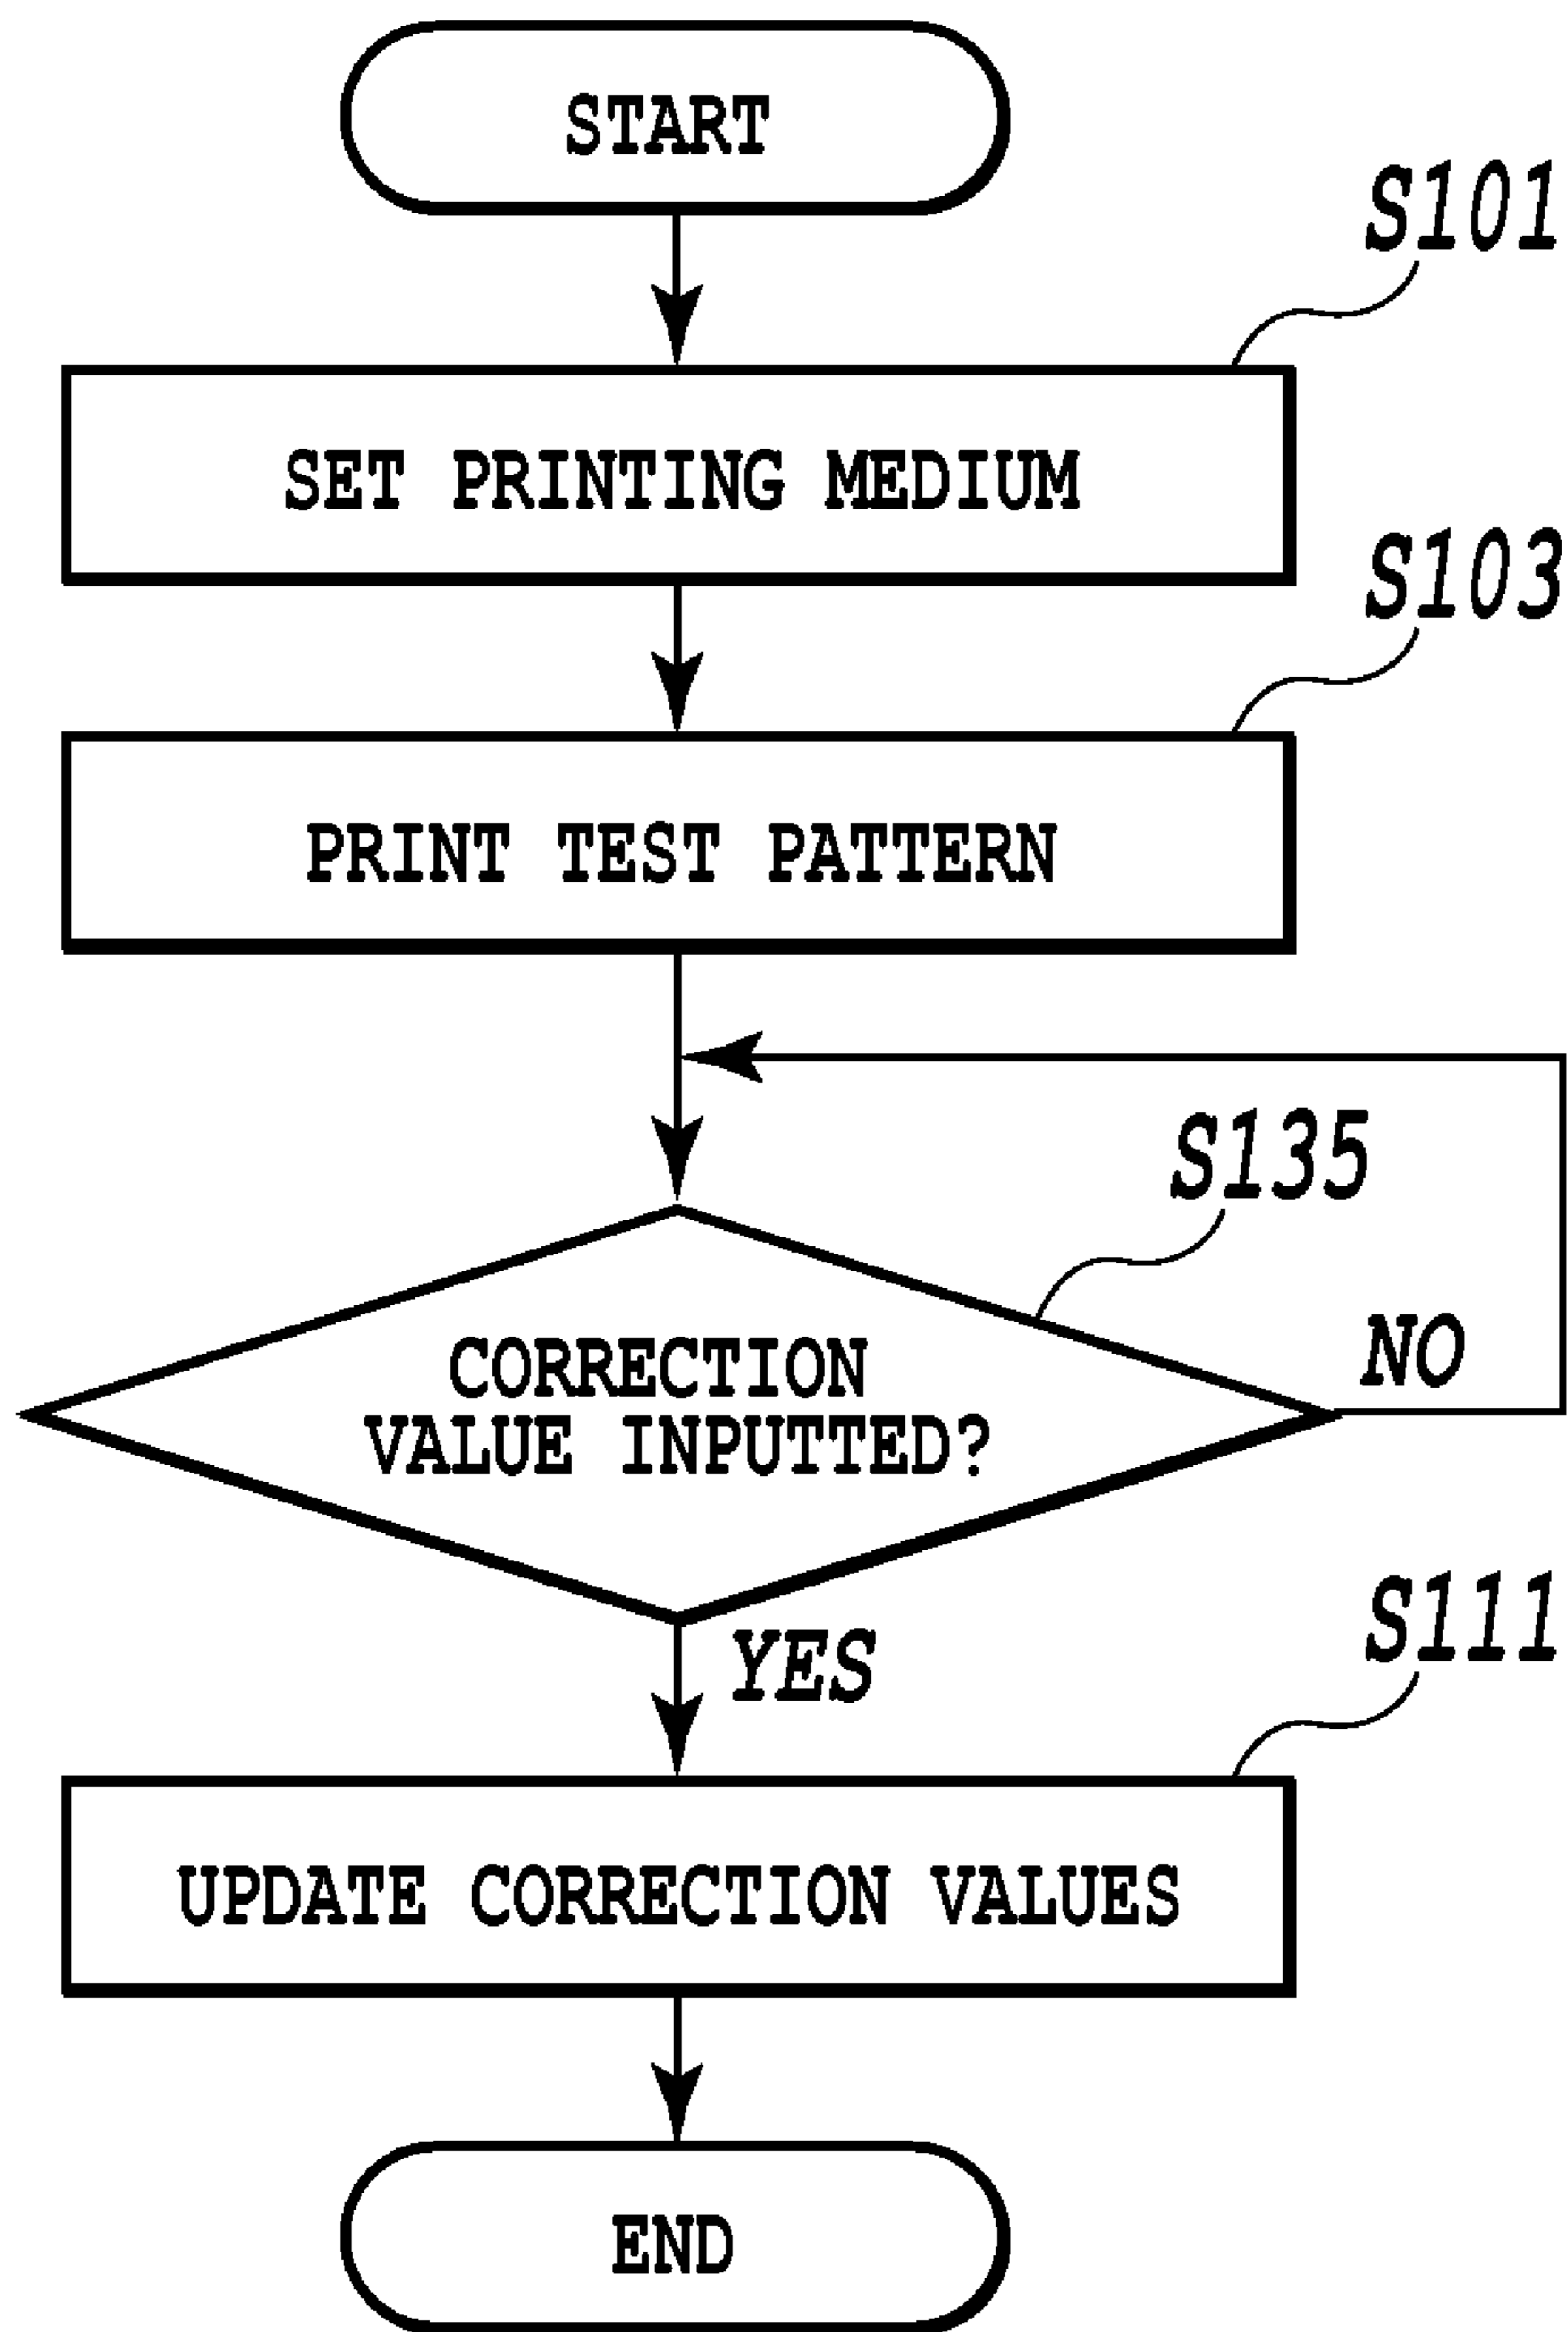 START
S101
SET PRINTING MEDIUM
S103
PRINT TEST PATTERN
S135
CORRECTION
VALUE INPUTTED?
NO
YES
S111
UPDATE CORRECTION VALUES
END